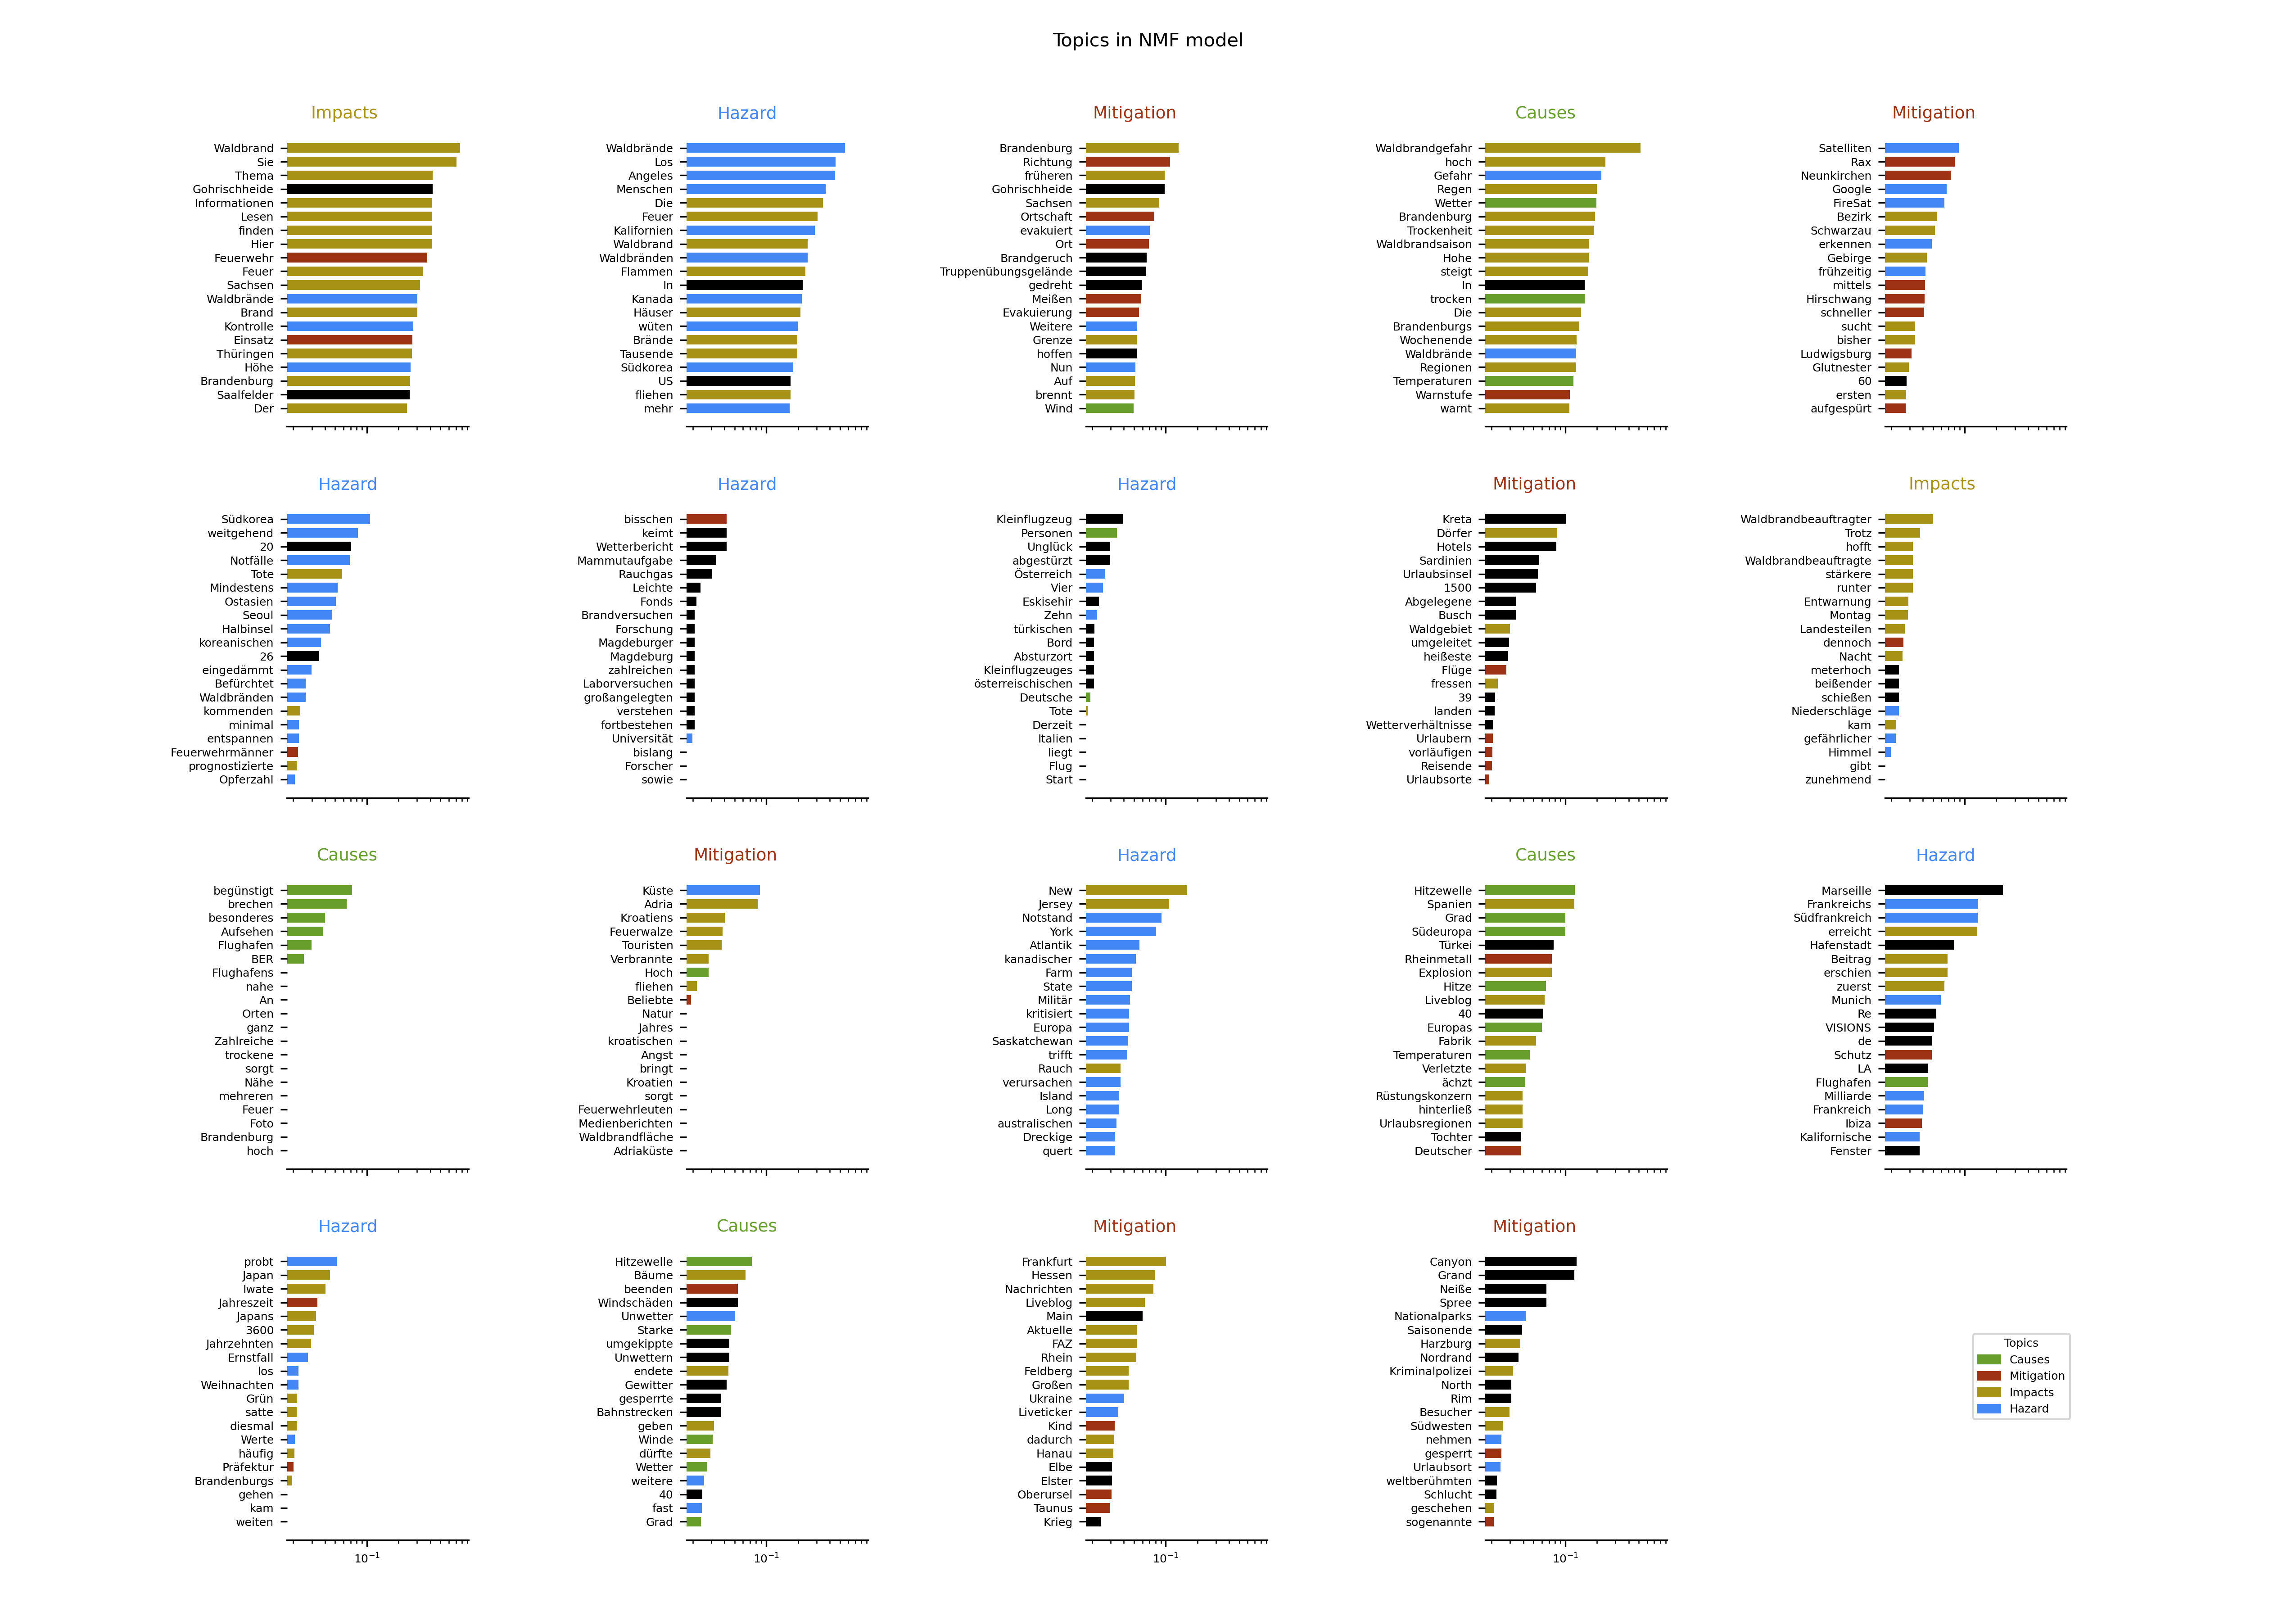 Topics in NMF model
Impacts
Waldbrand
Sie
Thema
Gohrischheide
Informationen
Lesen
finden
Hier
Feuerwehr
Feuer
Sachsen
Waldbrände
Brand
Kontrolle
Einsatz
Thüringen
Höhe
Brandenburg
Saalfelder
Der
Hazard
Waldbrände
Los
Angeles
Menschen
Die
Feuer
Kalifornien
Waldbrand
Waldbränden
Flammen
In
Kanada
Häuser
wüten
Brände
Tausende
Südkorea
US
fliehen
mehr
Mitigation
Brandenburg
Richtung
früheren
Gohrischheide
Sachsen
Ortschaft
evakuiert
Ort
Brandgeruch
Truppenübungsgelände
gedreht
Meißen
Evakuierung
Weitere
Grenze
hoffen
Nun
Auf
brennt
Wind
Causes
Waldbrandgefahr
hoch
Gefahr
Regen
Wetter
Brandenburg
Trockenheit
Waldbrandsaison
Hohe
steigt
In
trocken
Die
Brandenburgs
Wochenende
Waldbrände
Regionen
Temperaturen
Warnstufe
warnt
Mitigation
Satelliten
Rax
Neunkirchen
Google
FireSat
Bezirk
Schwarzau
erkennen
Gebirge
frühzeitig
mittels
Hirschwang
schneller
sucht
bisher
Ludwigsburg
Glutnester
60
ersten
aufgespürt
Hazard
Südkorea
weitgehend
20
Notfälle
Tote
Mindestens
Ostasien
Seoul
Halbinsel
koreanischen
26
eingedämmt
Befürchtet
Waldbränden
kommenden
minimal
entspannen
Feuerwehrmänner
prognostizierte
Opferzahl
Hazard
bisschen
keimt
Wetterbericht
Mammutaufgabe
Rauchgas
Leichte
Fonds
Brandversuchen
Forschung
Magdeburger
Magdeburg
zahlreichen
Laborversuchen
großangelegten
verstehen
fortbestehen
Universität
bislang
Forscher
sowie
Hazard
Kleinflugzeug
Personen
Unglück
abgestürzt
Österreich
Vier
Eskisehir
Zehn
türkischen
Bord
Absturzort
Kleinflugzeuges
österreischischen
Deutsche
Tote
Derzeit
Italien
liegt
Flug
Start
Mitigation
Kreta
Dörfer
Hotels
Sardinien
Urlaubsinsel
1500
Abgelegene
Busch
Waldgebiet
umgeleitet
heißeste
Flüge
fressen
39
landen
Wetterverhältnisse
Urlaubern
vorläufigen
Reisende
Urlaubsorte
Impacts
Waldbrandbeauftragter
Trotz
hofft
Waldbrandbeauftragte
stärkere
runter
Entwarnung
Montag
Landesteilen
dennoch
Nacht
meterhoch
beißender
schießen
Niederschläge
kam
gefährlicher
Himmel
gibt
zunehmend
Causes
begünstigt
brechen
besonderes
Aufsehen
Flughafen
BER
Flughafens
nahe
An
Orten
ganz
Zahlreiche
trockene
sorgt
Nähe
mehreren
Feuer
Foto
Brandenburg
hoch
Mitigation
Küste
Adria
Kroatiens
Feuerwalze
Touristen
Verbrannte
Hoch
fliehen
Beliebte
Natur
Jahres
kroatischen
Angst
bringt
Kroatien
sorgt
Feuerwehrleuten
Medienberichten
Waldbrandfläche
Adriaküste
Hazard
New
Jersey
Notstand
York
Atlantik
kanadischer
Farm
State
Militär
kritisiert
Europa
Saskatchewan
trifft
Rauch
verursachen
Island
Long
australischen
Dreckige
quert
Causes
Hitzewelle
Spanien
Grad
Südeuropa
Türkei
Rheinmetall
Explosion
Hitze
Liveblog
40
Europas
Fabrik
Temperaturen
Verletzte
ächzt
Rüstungskonzern
hinterließ
Urlaubsregionen
Tochter
Deutscher
Hazard
Marseille
Frankreichs
Südfrankreich
erreicht
Hafenstadt
Beitrag
erschien
zuerst
Munich
Re
VISIONS
de
Schutz
LA
Flughafen
Milliarde
Frankreich
Ibiza
Kalifornische
Fenster
Hazard
probt
Japan
Iwate
Jahreszeit
Japans
3600
Jahrzehnten
Ernstfall
los
Weihnachten
Grün
satte
diesmal
Werte
häufig
Präfektur
Brandenburgs
gehen
kam
weiten
10⁻¹
Causes
Hitzewelle
Bäume
beenden
Windschäden
Unwetter
Starke
umgekippte
Unwettern
endete
Gewitter
gesperrte
Bahnstrecken
geben
Winde
dürfte
Wetter
weitere
40
fast
Grad
10⁻¹
Mitigation
Frankfurt
Hessen
Nachrichten
Liveblog
Main
Aktuelle
FAZ
Rhein
Feldberg
Großen
Ukraine
Liveticker
Kind
dadurch
Hanau
Elbe
Elster
Oberursel
Taunus
Krieg
10⁻¹
Mitigation
Canyon
Grand
Neiße
Spree
Nationalparks
Saisonende
Harzburg
Nordrand
Kriminalpolizei
North
Rim
Besucher
Südwesten
nehmen
gesperrt
Urlaubsort
weltberühmten
Schlucht
geschehen
sogenannte
10⁻¹
Topics
Causes
Mitigation
Impacts
Hazard